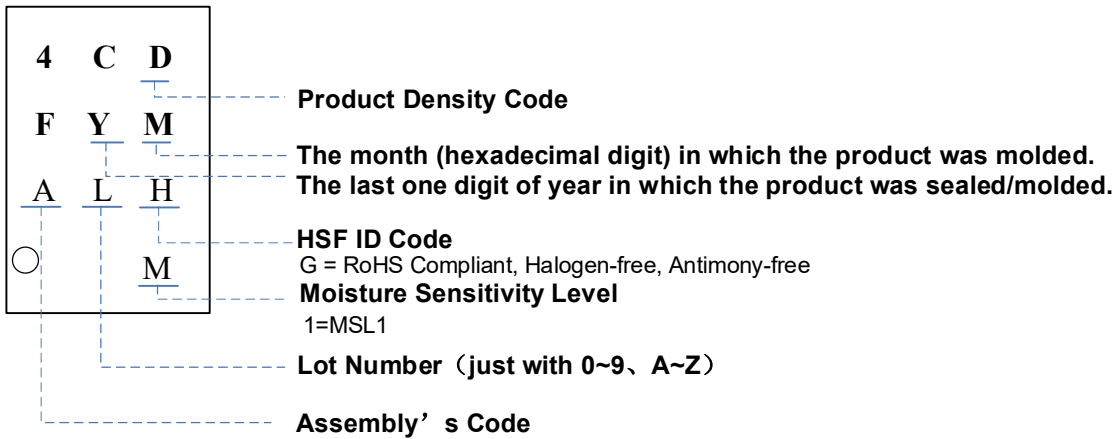 4 C D
Product Density Code
F Y M
The month (hexadecimal digit) in which the product was molded.
The last one digit of year in which the product was sealed/molded.
A L H
HSF ID Code
G = RoHS Compliant, Halogen-free, Antimony-free
M
Moisture Sensitivity Level
1=MSL1
Lot Number（just with 0~9、A~Z）
Assembly’s Code